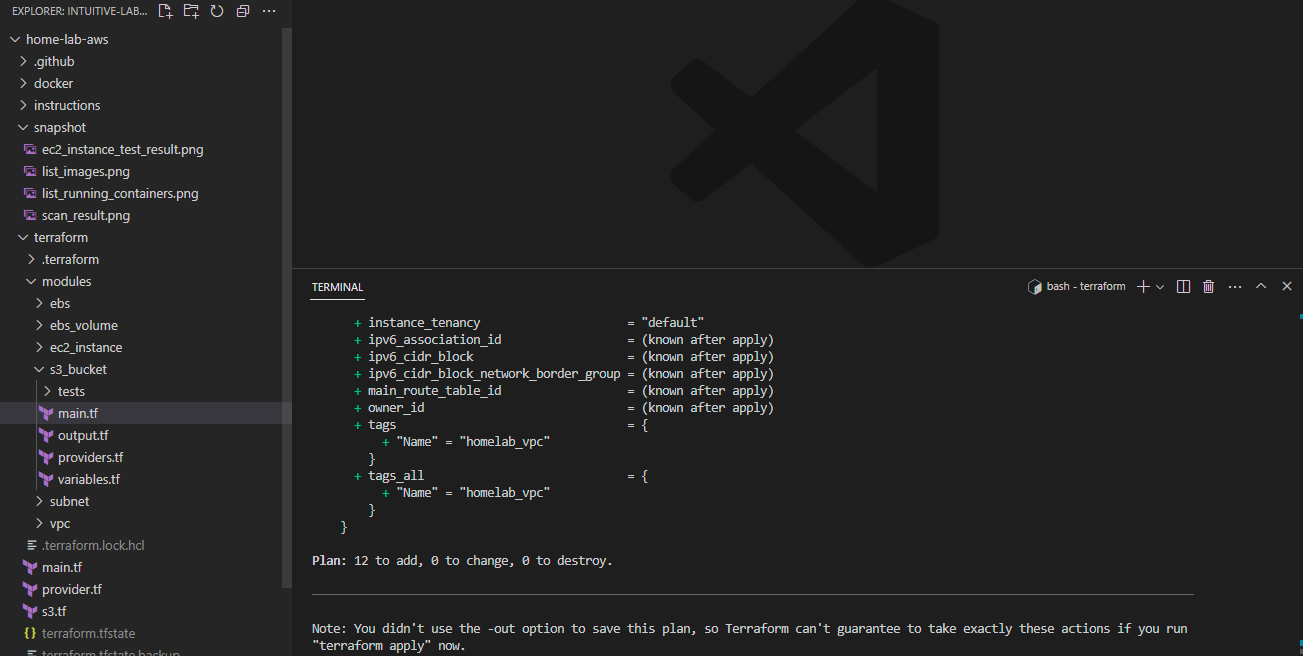 EXPLORER: INTUITIVE-LAB...
home-lab-aws
.github
docker
instructions
snapshot
ec2_instance_test_result.png
list_images.png
list_running_containers.png
scan_result.png
terraform
.terraform
modules
ebs
ebs_volume
ec2_instance
s3_bucket
tests
main.tf
output.tf
providers.tf
variables.tf
subnet
vpc
.terraform.lock.hcl
main.tf
provider.tf
s3.tf
{} terraform.tfstate
terraform.tfstate.backup
TERMINAL
bash - terraform
+ instance_tenancy = "default"
+ ipv6_association_id = (known after apply)
+ ipv6_cidr_block = (known after apply)
+ ipv6_cidr_block_network_border_group = (known after apply)
+ main_route_table_id = (known after apply)
+ owner_id = (known after apply)
+ tags = {
+ "Name" = "homelab_vpc"
}
+ tags_all = {
+ "Name" = "homelab_vpc"
}
}
Plan: 12 to add, 0 to change, 0 to destroy.
Note: You didn't use the -out option to save this plan, so Terraform can't guarantee to take exactly these actions if you run
"terraform apply" now.